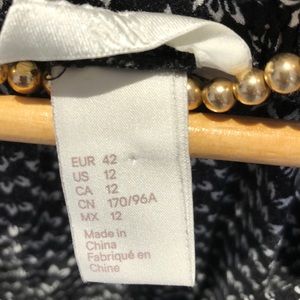 EUR 42
US 12
CA 12
CN 170/96A
MX 12
Made in
China
Fabriqué en
Chine